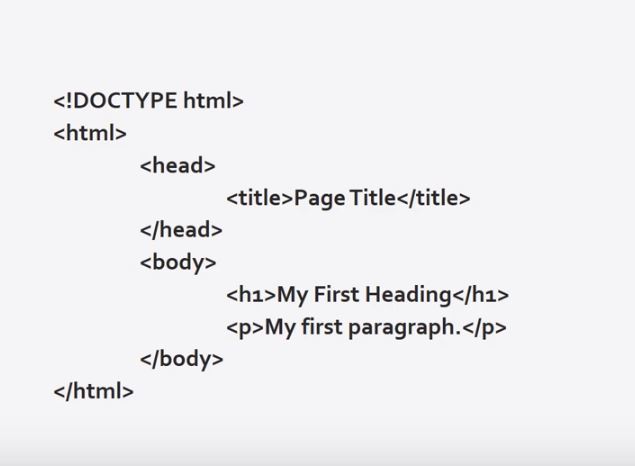 <!DOCTYPE html>
<html>
<head>
<title>Page Title</title>
</head>
<body>
<h1>My First Heading</h1>
<p>My first paragraph.</p>
</body>
</html>